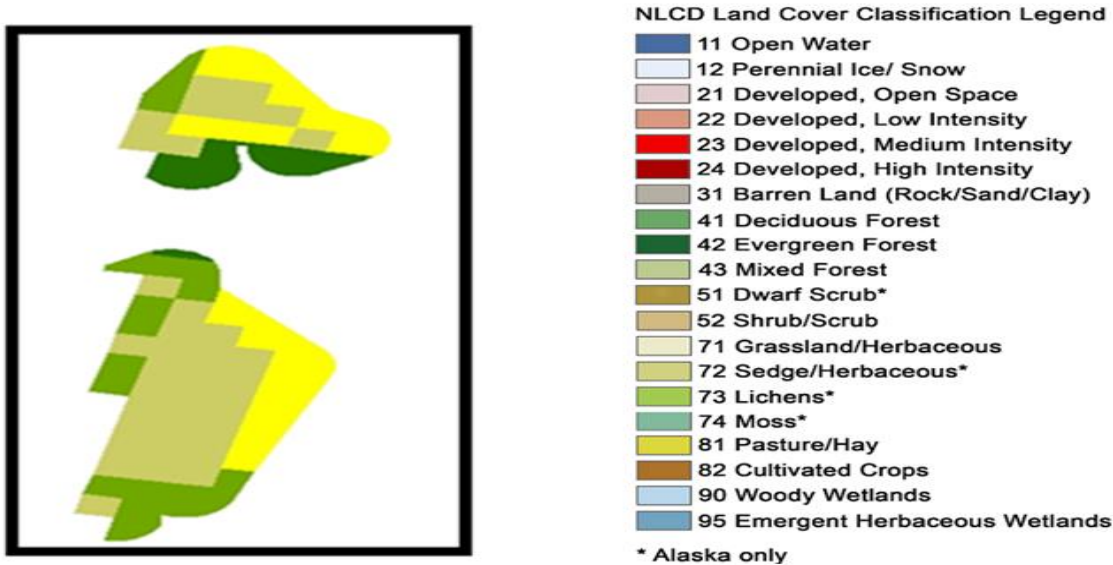 NLCD Land Cover Classification Legend
11 Open Water
12 Perennial Ice/ Snow
21 Developed, Open Space
22 Developed, Low Intensity
23 Developed, Medium Intensity
24 Developed, High Intensity
31 Barren Land (Rock/Sand/Clay)
41 Deciduous Forest
42 Evergreen Forest
43 Mixed Forest
51 Dwarf Scrub*
52 Shrub/Scrub
71 Grassland/Herbaceous
72 Sedge/Herbaceous*
73 Lichens*
74 Moss*
81 Pasture/Hay
82 Cultivated Crops
90 Woody Wetlands
95 Emergent Herbaceous Wetlands
* Alaska only